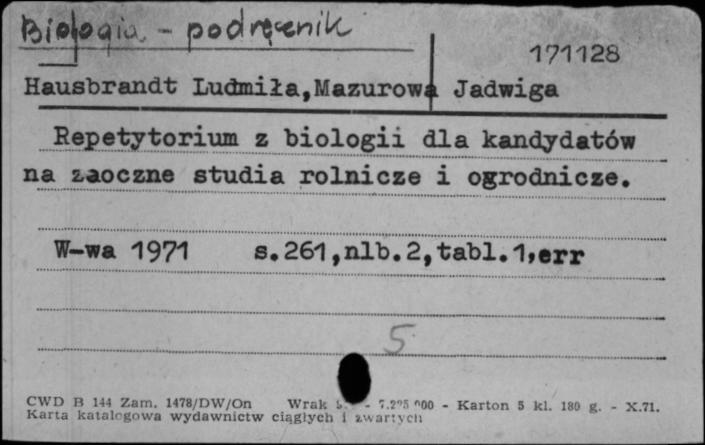 Biologia - podręcznik
171128
Hausbrandt Ludmiła,Mazurowa Jadwiga
Repetytorium z biologii dla kandydatów
na zaoczne studia rolnicze i ogrodnicze.
W-wa 1971 s.261,nlb.2,tabl.1,err
5
CWD B 144 Zam. 1478/DW/On Wrak - Karton 5 kl. 180 g. - X.71.
Karta katalogowa wydawnictw ciągłych i zwartych